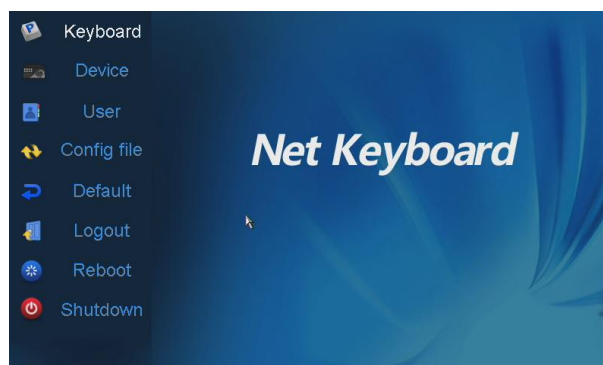 Keyboard
Device
User
Config file
Default
Logout
Reboot
Shutdown
Net Keyboard